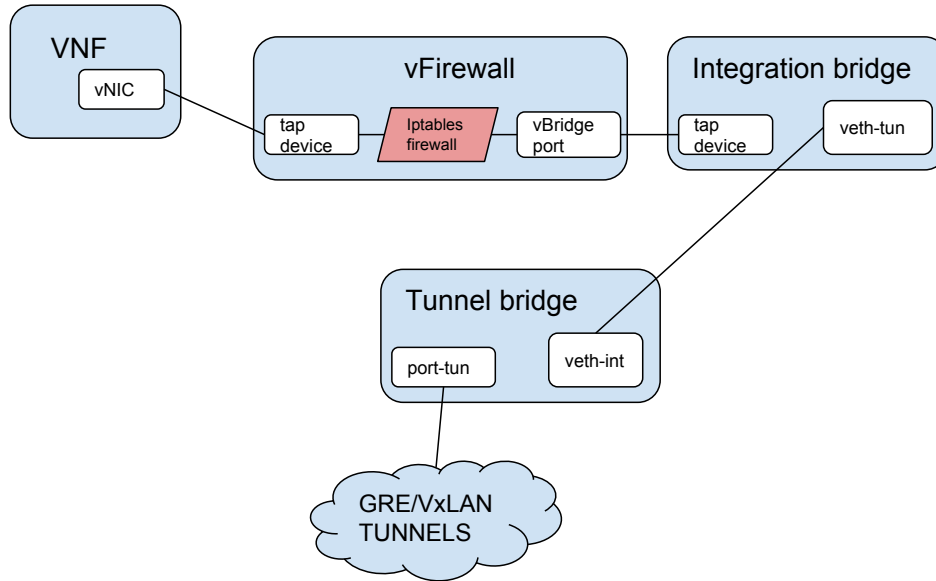 VNF
vNIC
vFirewall
tap
device
Iptables
firewall
vBridge
port
Integration bridge
tap
device
veth-tun
Tunnel bridge
port-tun
veth-int
GRE/VxLAN
TUNNELS